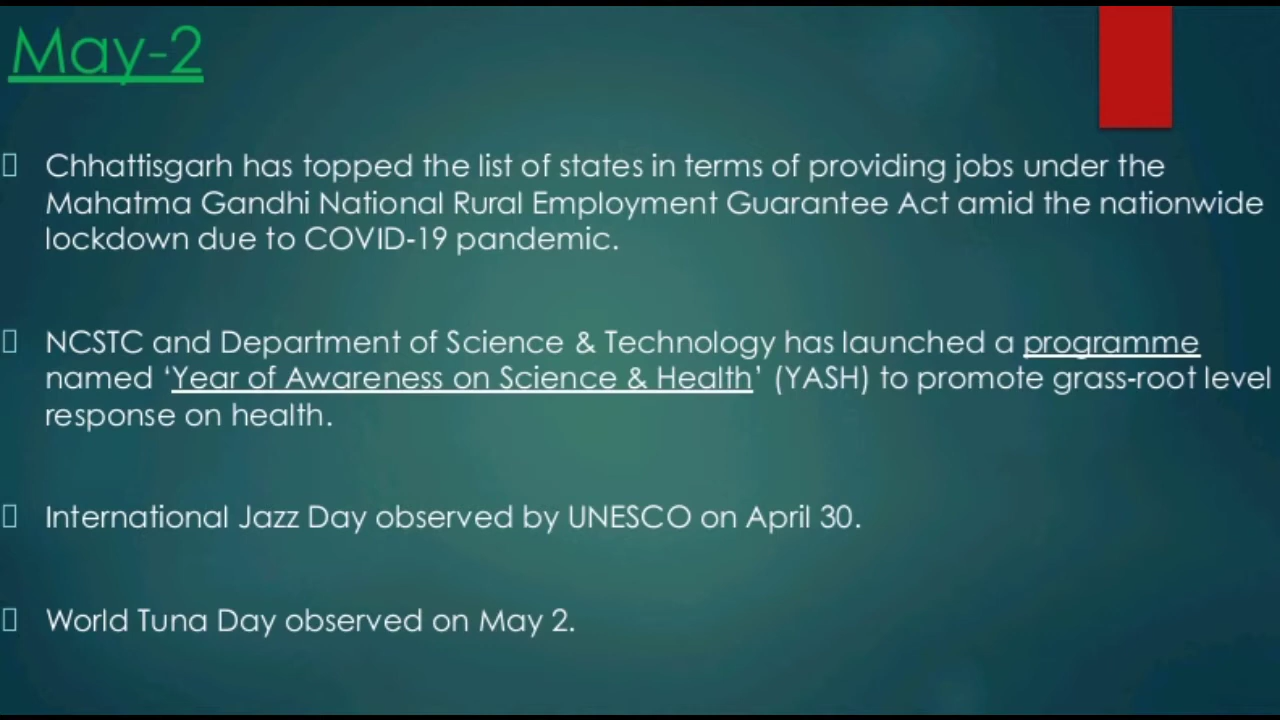 May-2
Chhattisgarh has topped the list of states in terms of providing jobs under the
Mahatma Gandhi National Rural Employment Guarantee Act amid the nationwide
lockdown due to COVID-19 pandemic.
NCSTC and Department of Science & Technology has launched a programme
named ‘Year of Awareness on Science & Health’ (YASH) to promote grass-root level
response on health.
International Jazz Day observed by UNESCO on April 30.
World Tuna Day observed on May 2.